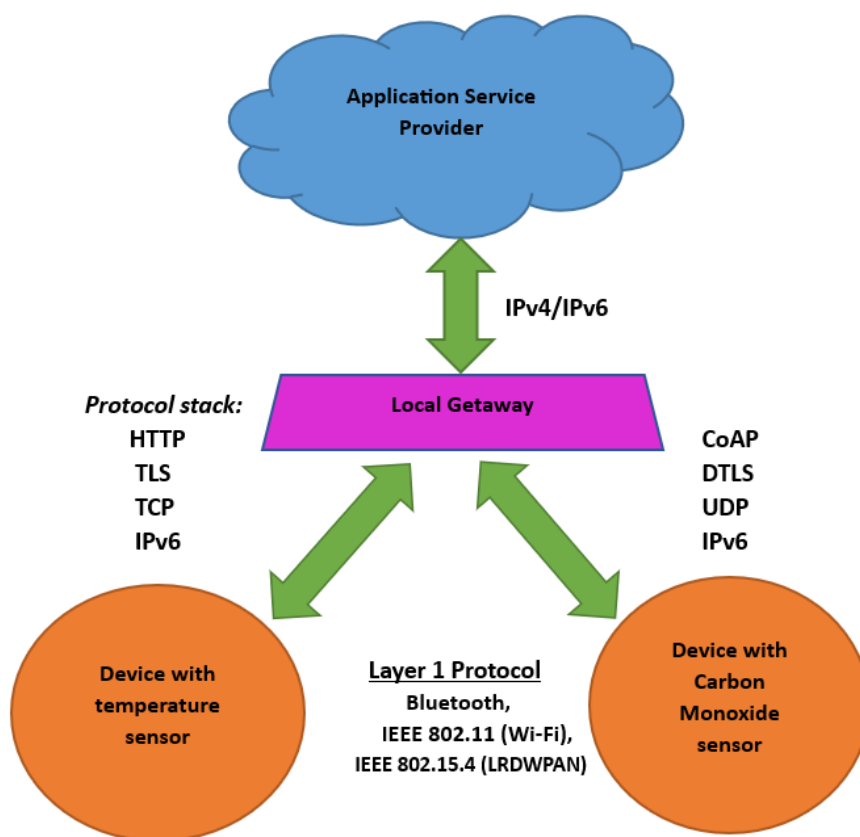 Application Service
Provider
IPv4/IPv6
Local Getaway
Protocol stack:
HTTP
TLS
TCP
IPv6
CoAP
DTLS
UDP
IPv6
Device with
temperature
sensor
Layer 1 Protocol
Bluetooth,
IEEE 802.11 (Wi-Fi),
IEEE 802.15.4 (LRDWPAN)
Device with
Carbon
Monoxide
sensor